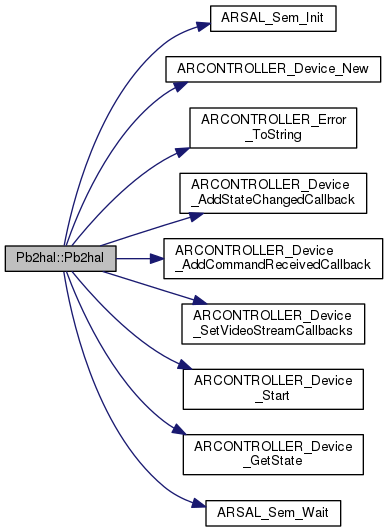 ARSAL_Sem_Init
ARCONTROLLER_Device_New
ARCONTROLLER_Error
_ToString
ARCONTROLLER_Device
_AddStateChangedCallback
Pb2hal::Pb2hal
ARCONTROLLER_Device
_AddCommandReceivedCallback
ARCONTROLLER_Device
_SetVideoStreamCallbacks
ARCONTROLLER_Device
_Start
ARCONTROLLER_Device
_GetState
ARSAL_Sem_Wait